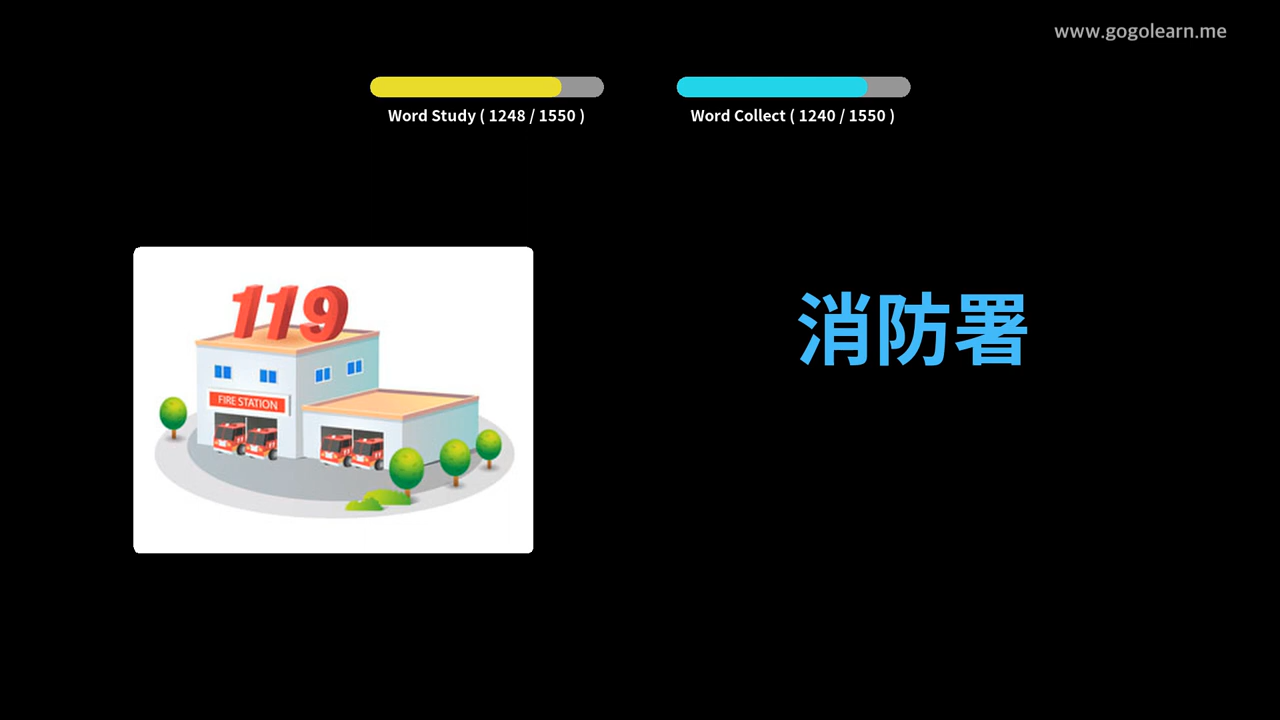 www.gogolearn.me
Word Study ( 1248 / 1550 )
Word Collect ( 1240 / 1550 )
119
FIRE STATION
消防署